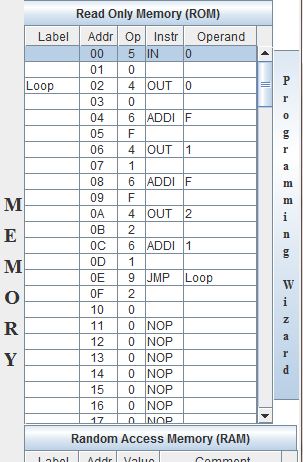 Read Only Memory (ROM)
Label Addr Op Instr Operand
00 5 IN 0
01 0
Loop 02 4 OUT 0
03 0
04 6 ADDI F
05 F
06 4 OUT 1
07 1
08 6 ADDI F
09 F
0A 4 OUT 2
0B 2
0C 6 ADDI 1
0D 1
0E 9 JMP Loop
0F 2
10 0
11 0 NOP
12 0 NOP
13 0 NOP
14 0 NOP
15 0 NOP
16 0 NOP
17 0 NOP
MEMORY
Programming Wizard
Random Access Memory (RAM)
Label Addr Value Comment